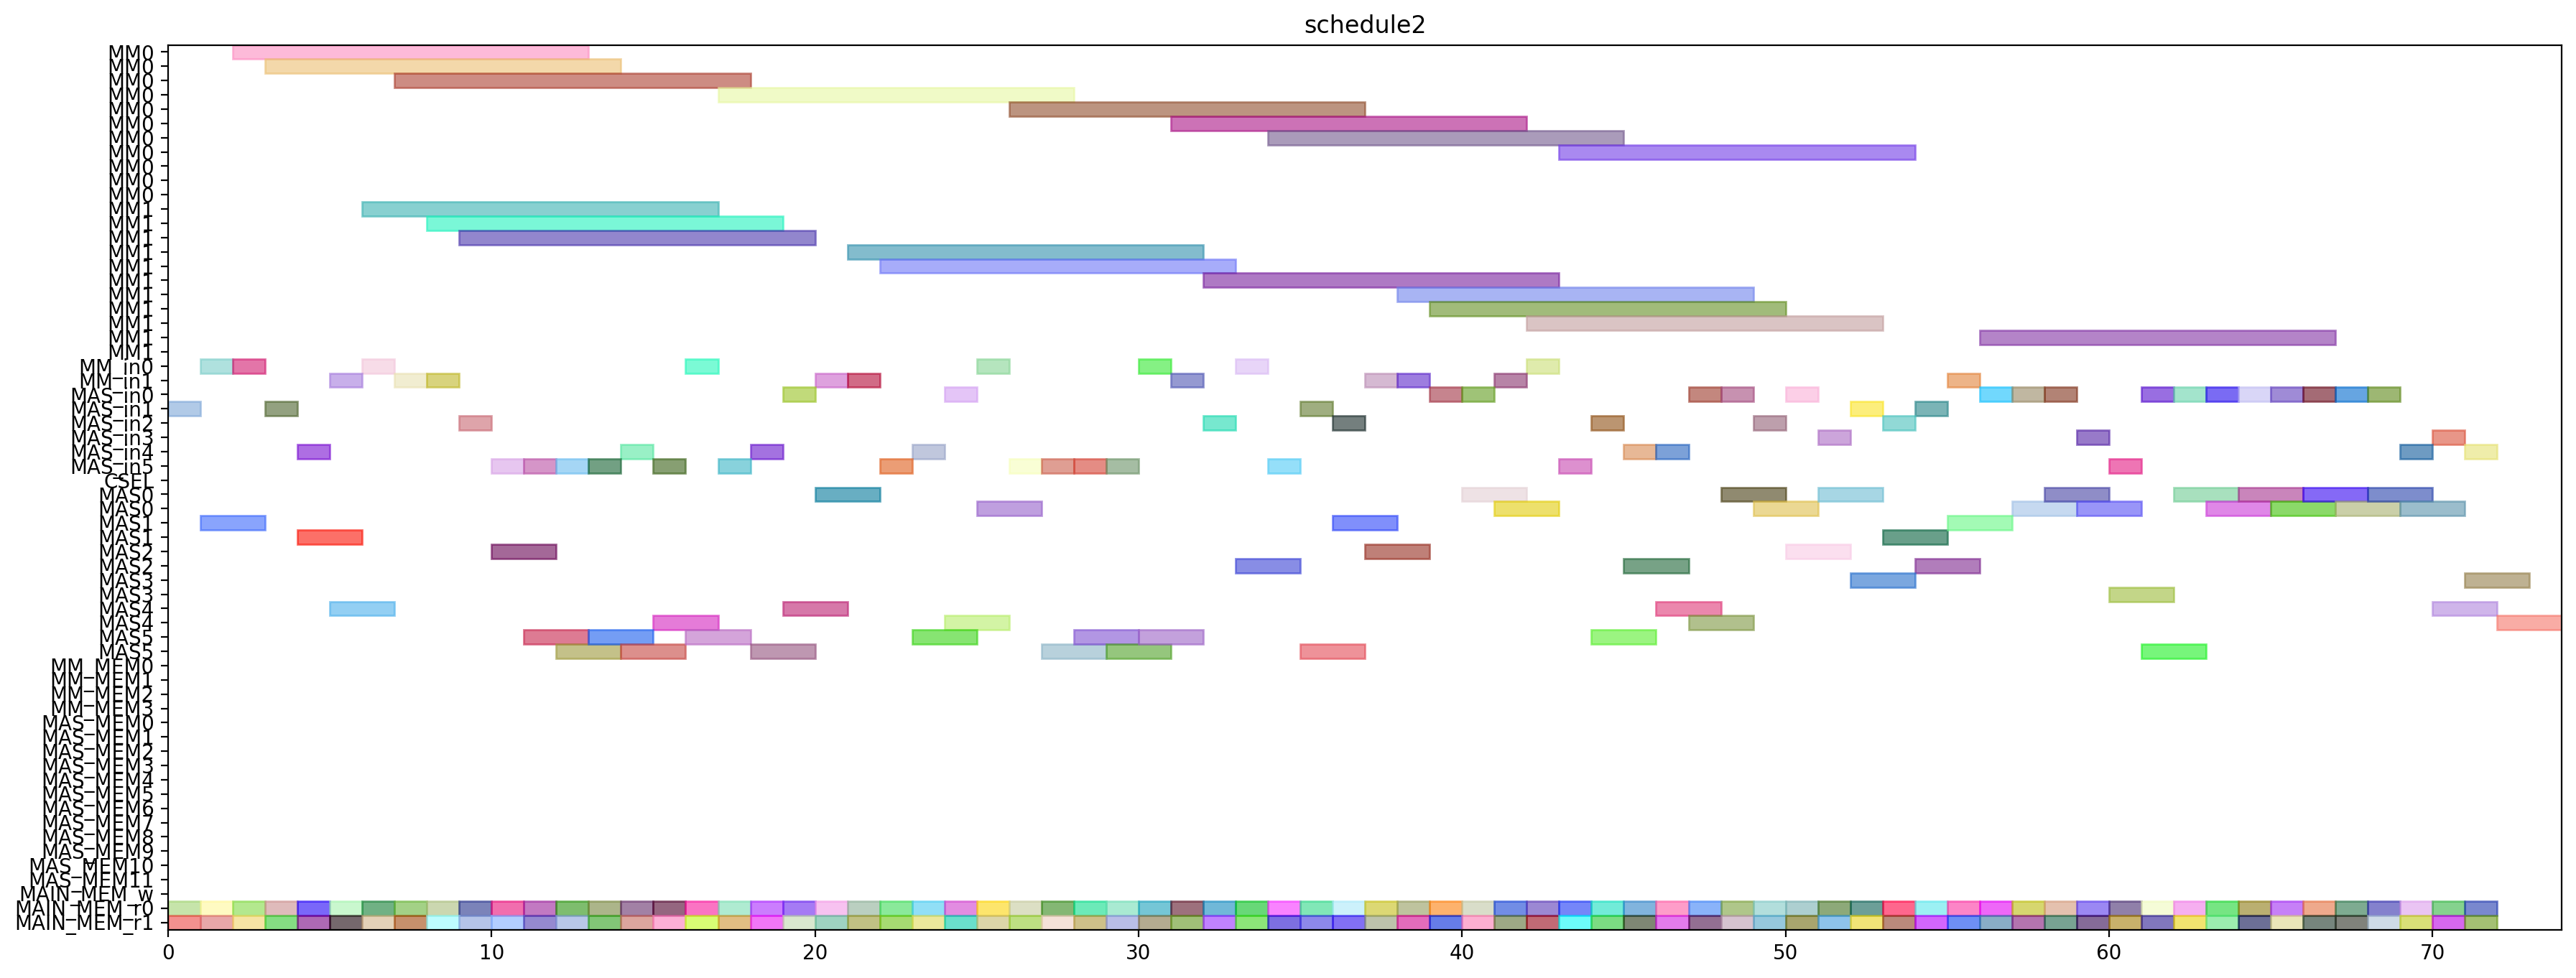 schedule2
MM0
MM0
MM0
MM0
MM0
MM0
MM0
MM0
MM0
MM0
MM0
MM1
MM1
MM1
MM1
MM1
MM1
MM1
MM1
MM1
MM1
MM1
MM_in0
MM_in1
MAS_in0
MAS_in1
MAS_in2
MAS_in3
MAS_in4
MAS_in5
CSEL
MAS0
MAS0
MAS1
MAS1
MAS2
MAS2
MAS3
MAS3
MAS4
MAS4
MAS5
MAS5
MM_MEM0
MM_MEM1
MM_MEM2
MM_MEM3
MAS_MEM0
MAS_MEM1
MAS_MEM2
MAS_MEM3
MAS_MEM4
MAS_MEM5
MAS_MEM6
MAS_MEM7
MAS_MEM8
MAS_MEM9
MAS_MEM10
MAS_MEM11
MAIN_MEM_w
MAIN_MEM_r0
MAIN_MEM_r1
0 10 20 30 40 50 60 70